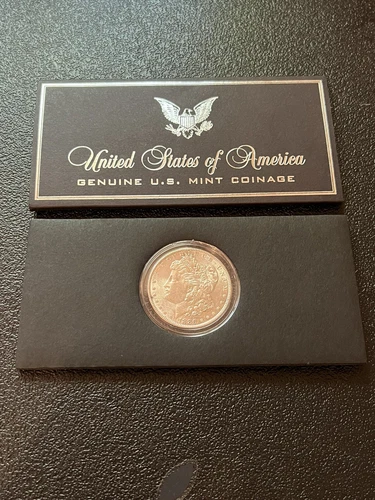 United States of America
GENUINE U.S. MINT COINAGE